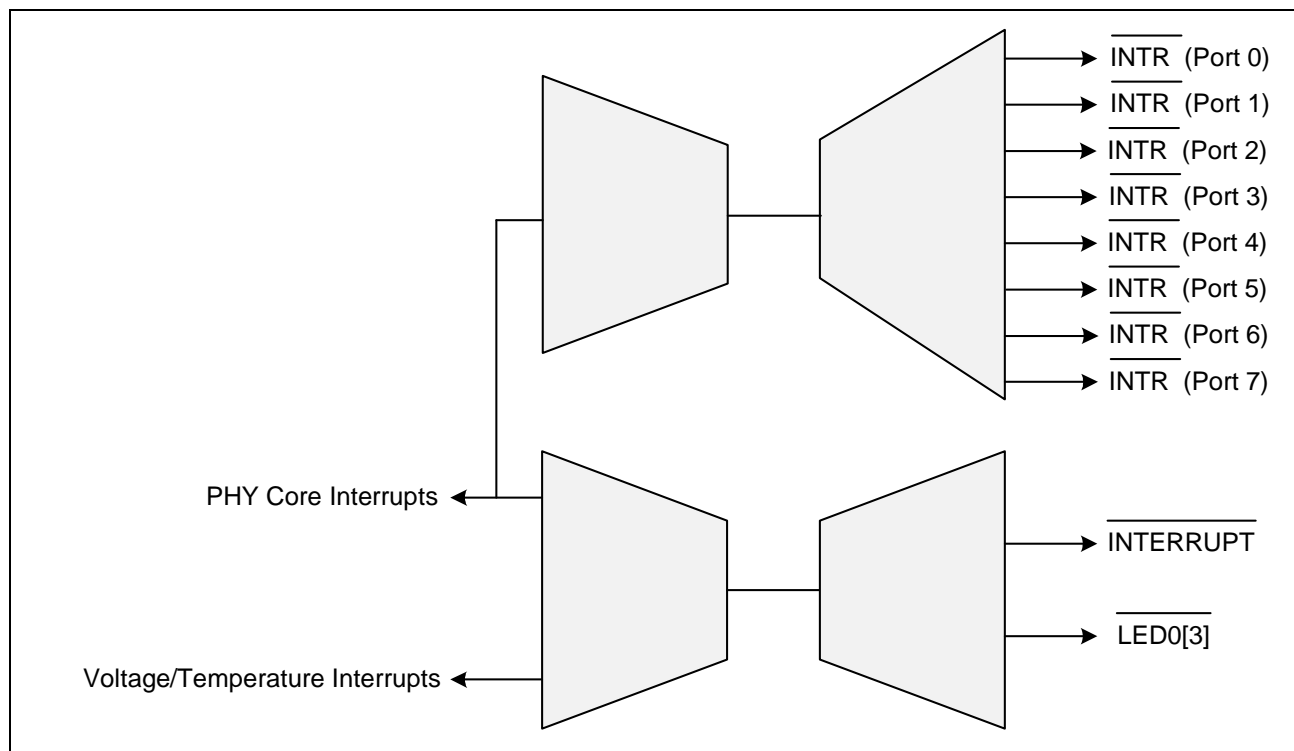 INTR (Port 0)
INTR (Port 1)
INTR (Port 2)
INTR (Port 3)
INTR (Port 4)
INTR (Port 5)
INTR (Port 6)
INTR (Port 7)
PHY Core Interrupts
INTERRUPT
LED0[3]
Voltage/Temperature Interrupts